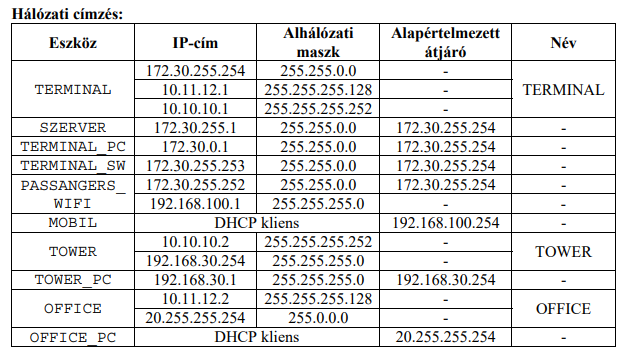 Hálózati címzés:
Eszköz IP-cím Alhálózati maszk Alapértelmezett átjáró Név
TERMINAL 172.30.255.254 255.255.0.0 - TERMINAL
10.11.12.1 255.255.255.128 -
10.10.10.1 255.255.255.252 -
SZERVER 172.30.255.1 255.255.0.0 172.30.255.254 -
TERMINAL_PC 172.30.0.1 255.255.0.0 172.30.255.254 -
TERMINAL_SW 172.30.255.253 255.255.0.0 172.30.255.254 -
PASSANGERS_WIFI 172.30.255.252 255.255.0.0 172.30.255.254 -
192.168.100.1 255.255.255.0 - -
MOBIL DHCP kliens 192.168.100.254 -
TOWER 10.10.10.2 255.255.255.252 - TOWER
192.168.30.254 255.255.255.0 -
TOWER_PC 192.168.30.1 255.255.255.0 192.168.30.254 -
OFFICE 10.11.12.2 255.255.255.128 - OFFICE
20.255.255.254 255.0.0.0 -
OFFICE_PC DHCP kliens 20.255.255.254 -